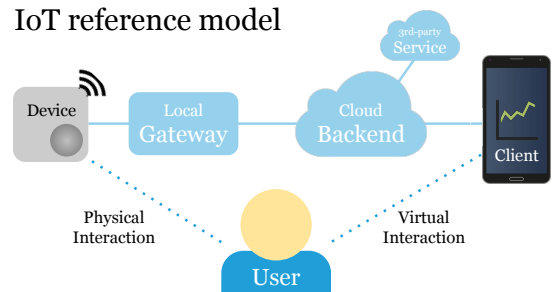 IoT reference model
3rd-party
Service
Device
Local
Gateway
Cloud
Backend
Client
Physical
Interaction
Virtual
Interaction
User